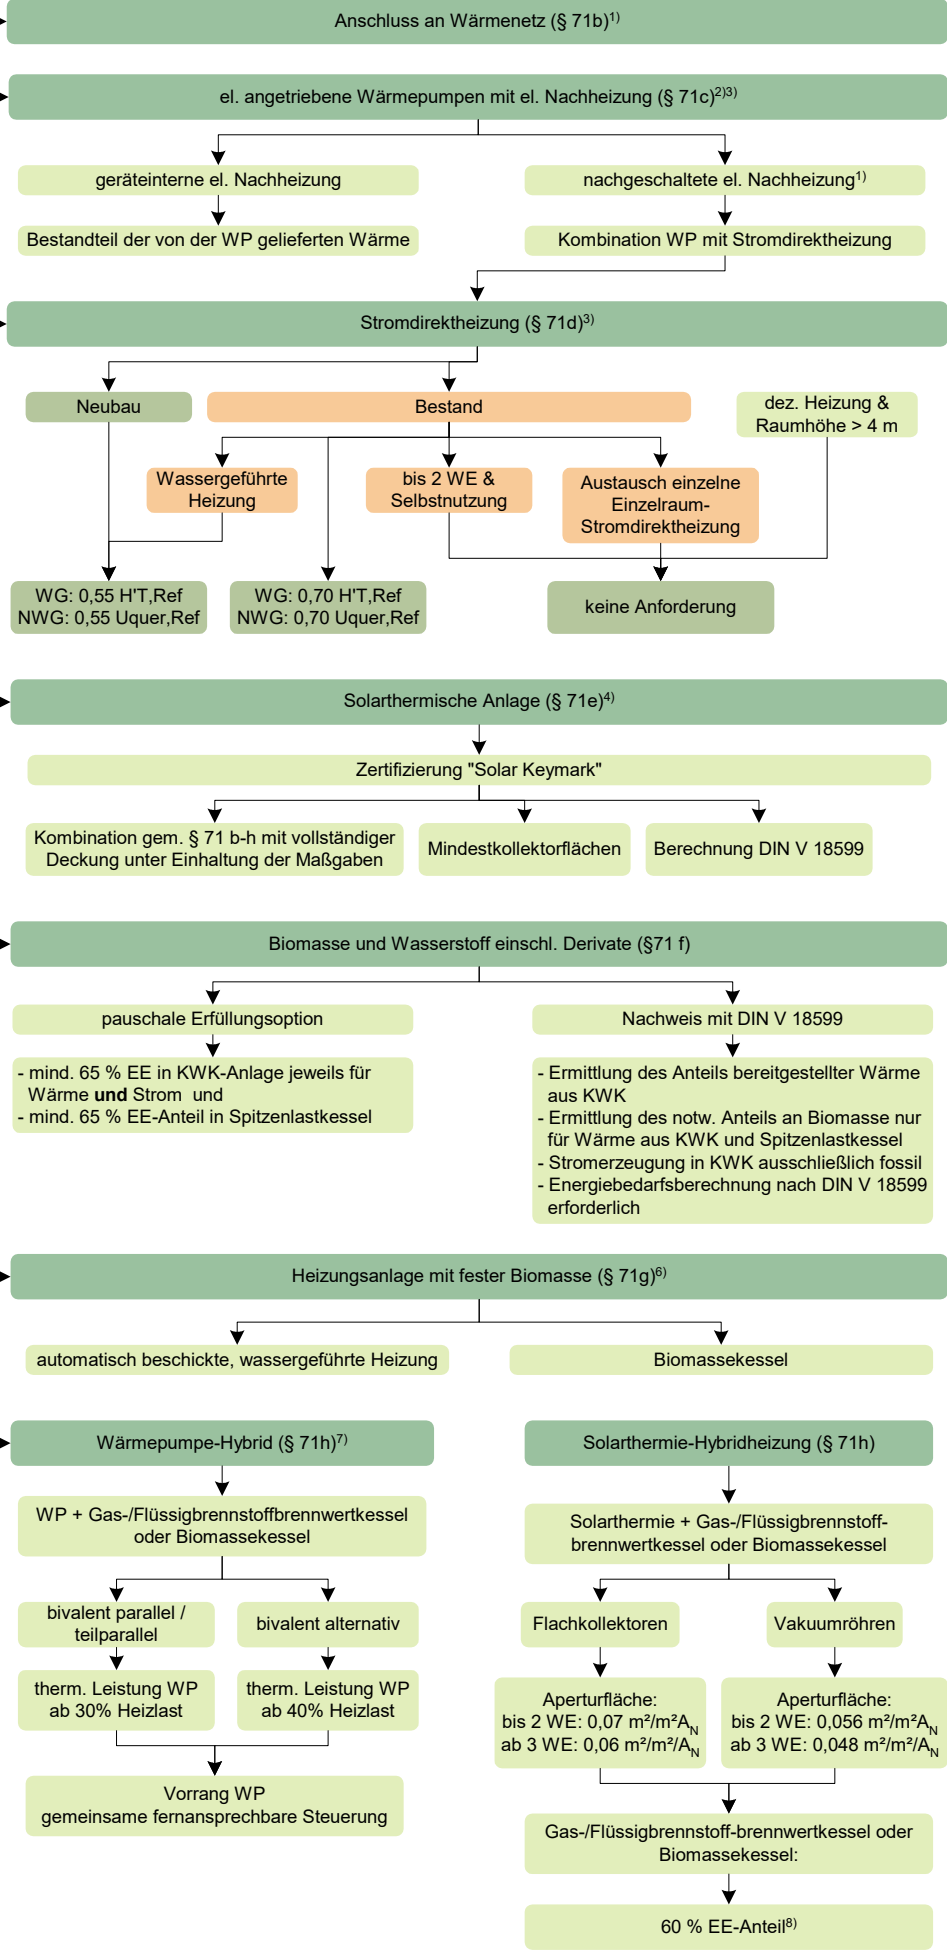 Anschluss an Wärmenetz (§ 71b)¹⁾
el. angetriebene Wärmepumpen mit el. Nachheizung (§ 71c)²⁾³⁾
geräteinterne el. Nachheizung
nachgeschaltete el. Nachheizung¹⁾
Bestandteil der von der WP gelieferten Wärme
Kombination WP mit Stromdirektheizung
Stromdirektheizung (§ 71d)³⁾
Neubau
Bestand
dez. Heizung &
Raumhöhe > 4 m
Wassergeführte
Heizung
bis 2 WE &
Selbstnutzung
Austausch einzelne
Einzelraum-
Stromdirektheizung
WG: 0,55 H'T,Ref
NWG: 0,55 Uquer,Ref
WG: 0,70 H'T,Ref
NWG: 0,70 Uquer,Ref
keine Anforderung
Solarthermische Anlage (§ 71e)⁴⁾
Zertifizierung "Solar Keymark"
Kombination gem. § 71 b-h mit vollständiger
Deckung unter Einhaltung der Maßgaben
Mindestkollektorflächen
Berechnung DIN V 18599
Biomasse und Wasserstoff einschl. Derivate (§71 f)
pauschale Erfüllungsoption
Nachweis mit DIN V 18599
- mind. 65 % EE in KWK-Anlage jeweils für
Wärme und Strom und
- mind. 65 % EE-Anteil in Spitzenlastkessel
- Ermittlung des Anteils bereitgestellter Wärme
aus KWK
- Ermittlung des notw. Anteils an Biomasse nur
für Wärme aus KWK und Spitzenlastkessel
- Stromerzeugung in KWK ausschließlich fossil
- Energiebedarfsberechnung nach DIN V 18599
erforderlich
Heizungsanlage mit fester Biomasse (§ 71g)⁶⁾
automatisch beschickte, wassergeführte Heizung
Biomassekessel
Wärmepumpe-Hybrid (§ 71h)⁷⁾
WP + Gas-/Flüssigbrennstoffbrennwertkessel
oder Biomassekessel
bivalent parallel /
teilparallel
bivalent alternativ
therm. Leistung WP
ab 30% Heizlast
therm. Leistung WP
ab 40% Heizlast
Vorrang WP
gemeinsame fernansprechbare Steuerung
Solarthermie-Hybridheizung (§ 71h)
Solarthermie + Gas-/Flüssigbrennstoff-
brennwertkessel oder Biomassekessel
Flachkollektoren
Vakuumröhren
Aperturfläche:
bis 2 WE: 0,07 m²/m²A_N
ab 3 WE: 0,06 m²/m²/A_N
Aperturfläche:
bis 2 WE: 0,056 m²/m²A_N
ab 3 WE: 0,048 m²/m²/A_N
Gas-/Flüssigbrennstoff-brennwertkessel oder
Biomassekessel:
60 % EE-Anteil⁸⁾